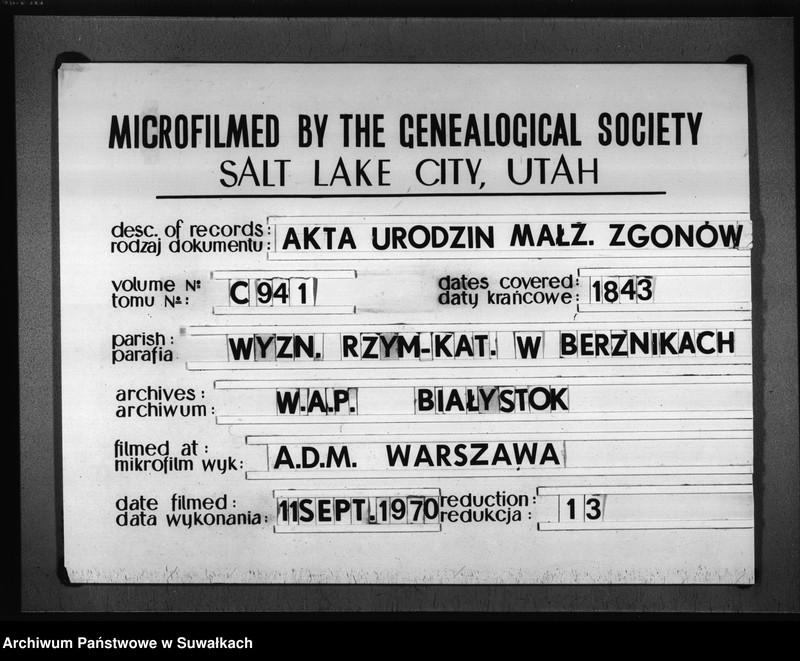 MICROFILMED BY THE GENEALOGICAL SOCIETY
SALT LAKE CITY, UTAH
desc. of records: AKTA URODZIN MAŁŻ. ZGONÓW
rodzaj dokumentu:
volume №: C 941
tomu №:
dates covered: 1843
daty krańcowe:
parish: WYZN. RZYM-KAT. W BERŻNIKACH
parafia
archives: W.A.P. BIAŁYSTOK
archiwum:
filmed at: A.D.M. WARSZAWA
mikrofilm wyk:
date filmed: 11 SEPT. 1970
data wykonania:
reduction: 13
redukcja:
Archiwum Państwowe w Suwałkach